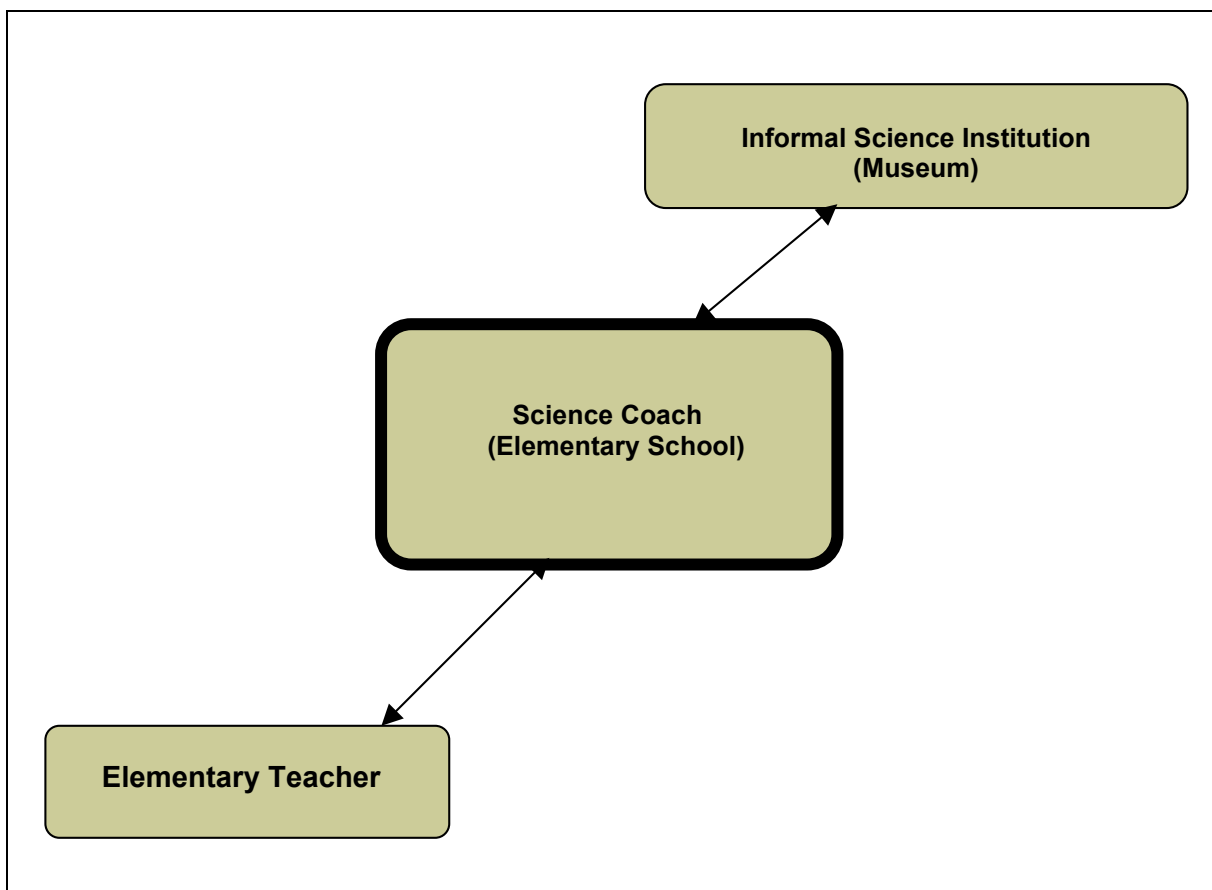 Informal Science Institution
(Museum)
Science Coach
(Elementary School)
Elementary Teacher